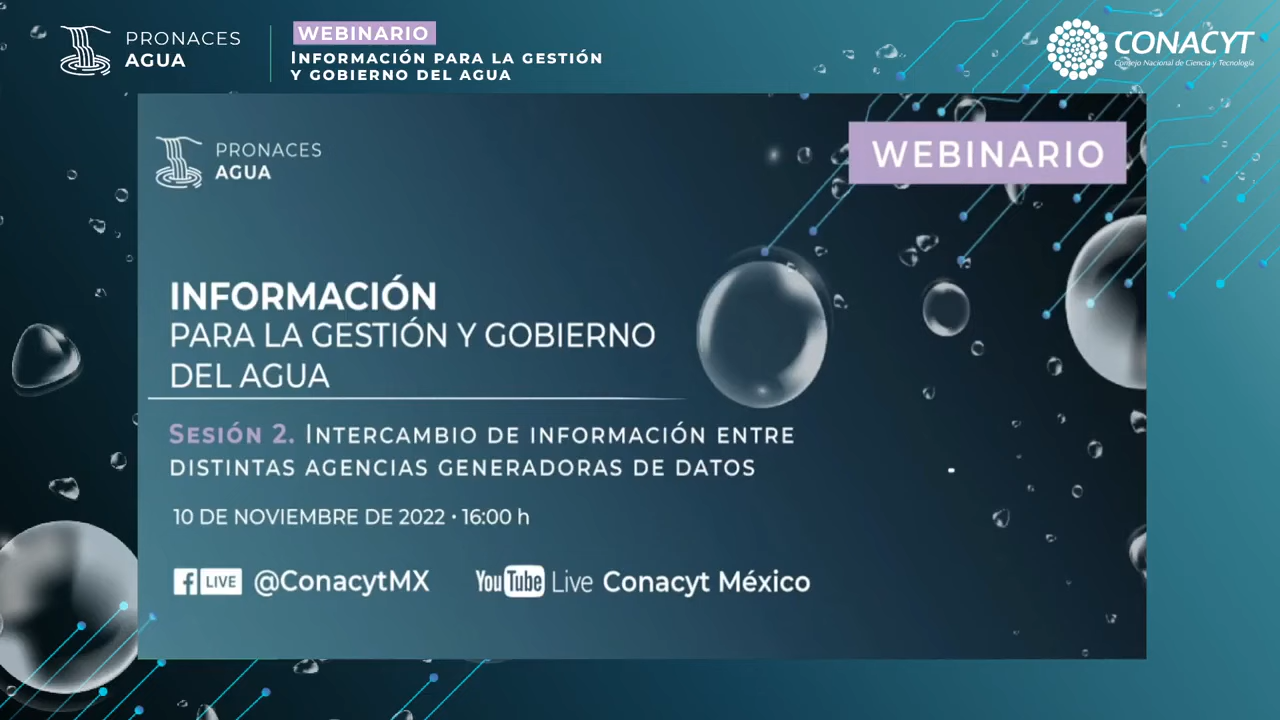 PRONACES
AGUA
WEBINARIO
INFORMACIÓN PARA LA GESTIÓN
Y GOBIERNO DEL AGUA
CONACYT
Consejo Nacional de Ciencia y Tecnología
PRONACES
AGUA
WEBINARIO
INFORMACIÓN
PARA LA GESTIÓN Y GOBIERNO
DEL AGUA
SESIÓN 2. INTERCAMBIO DE INFORMACIÓN ENTRE
DISTINTAS AGENCIAS GENERADORAS DE DATOS
10 DE NOVIEMBRE DE 2022 • 16:00 h
f LIVE @ConacytMX YouTube Live Conacyt México